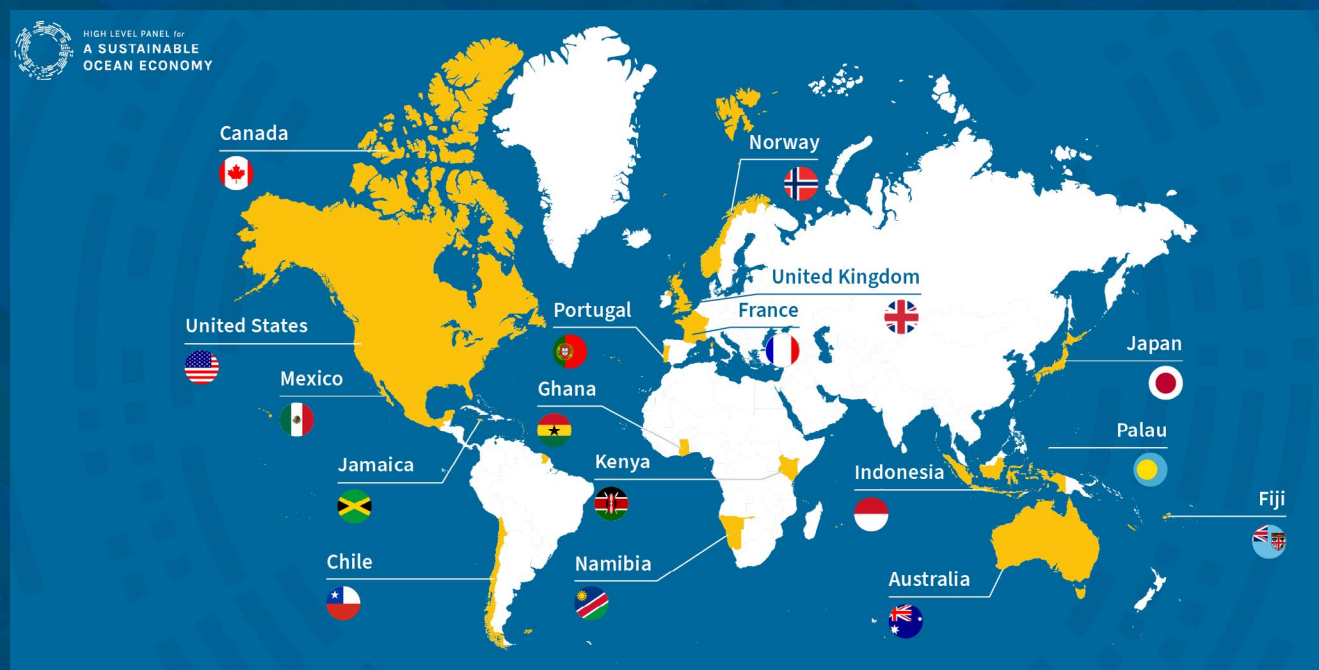 HIGH LEVEL PANEL for
A SUSTAINABLE
OCEAN ECONOMY
Canada
Norway
United Kingdom
Portugal
France
United States
Japan
Mexico
Ghana
Palau
Jamaica
Kenya
Indonesia
Fiji
Chile
Namibia
Australia